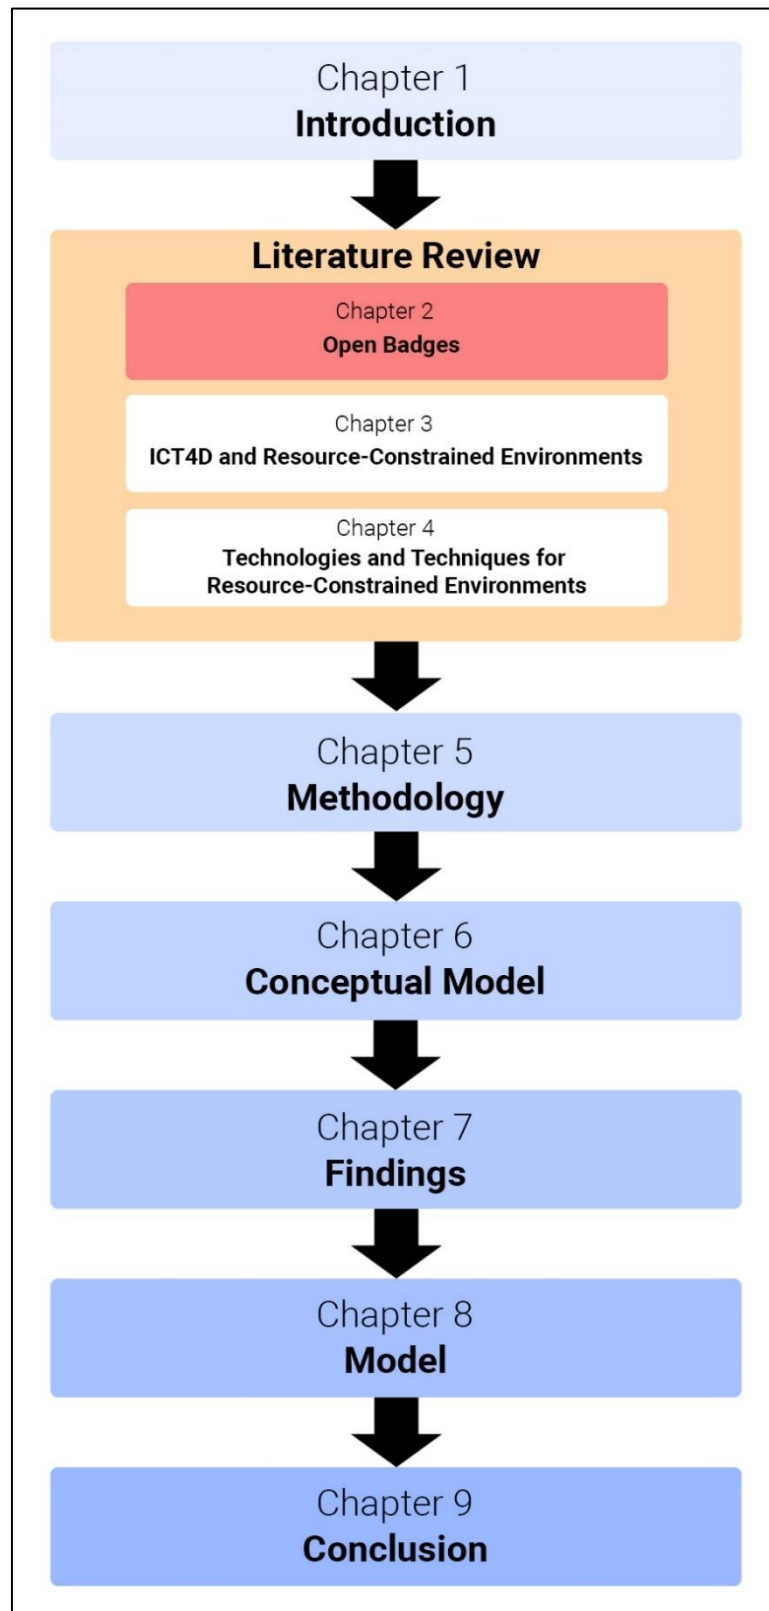 Chapter 1
Introduction
Literature Review
Chapter 2
Open Badges
Chapter 3
ICT4D and Resource-Constrained Environments
Chapter 4
Technologies and Techniques for
Resource-Constrained Environments
Chapter 5
Methodology
Chapter 6
Conceptual Model
Chapter 7
Findings
Chapter 8
Model
Chapter 9
Conclusion